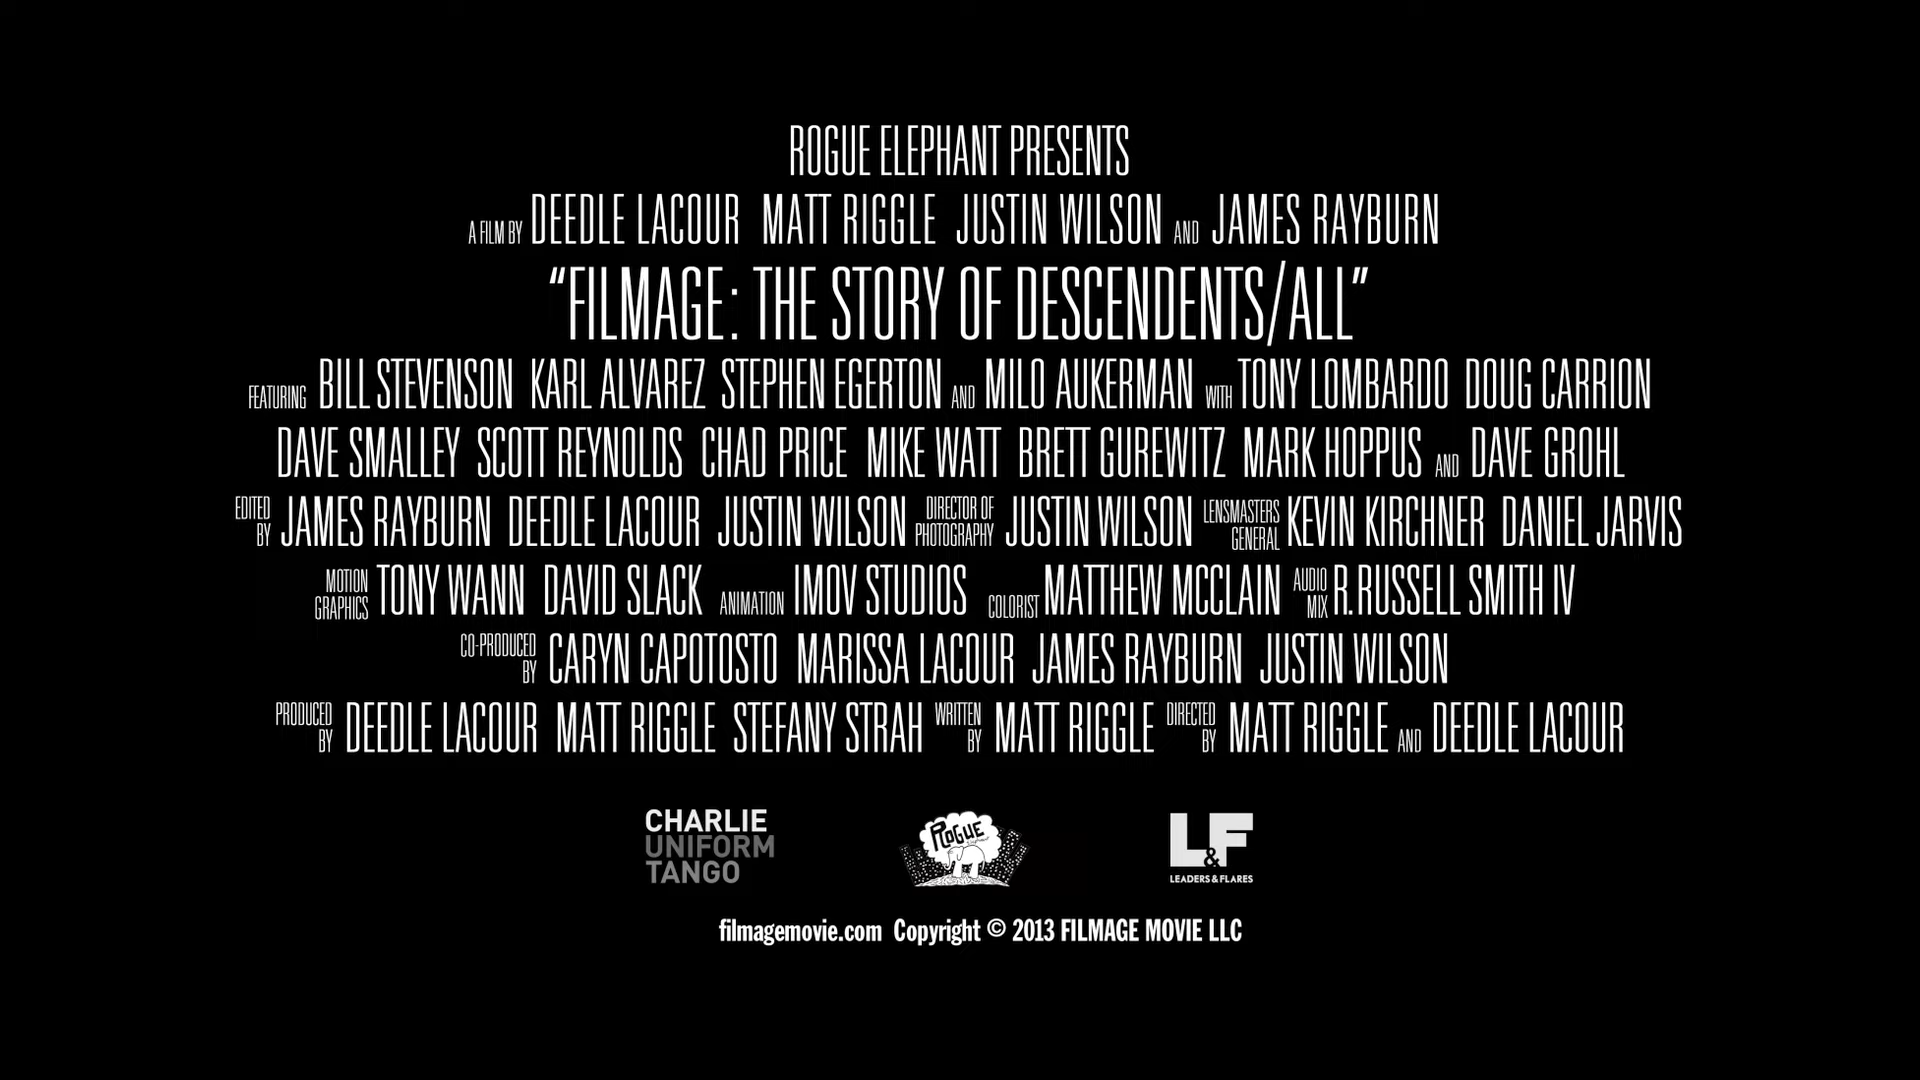 ROGUE ELEPHANT PRESENTS
A FILM BY DEEDLE LACOUR MATT RIGGLE JUSTIN WILSON AND JAMES RAYBURN
“FILMAGE: THE STORY OF DESCENDENTS/ALL”
FEATURING BILL STEVENSON KARL ALVAREZ STEPHEN EGERTON AND MILO AUKERMAN WITH TONY LOMBARDO DOUG CARRION
DAVE SMALLEY SCOTT REYNOLDS CHAD PRICE MIKE WATT BRETT GUREWITZ MARK HOPPUS AND DAVE GROHL
EDITED BY JAMES RAYBURN DEEDLE LACOUR JUSTIN WILSON DIRECTOR OF PHOTOGRAPHY JUSTIN WILSON LENSMASTERS GENERAL KEVIN KIRCHNER DANIEL JARVIS
MOTION GRAPHICS TONY WANN DAVID SLACK ANIMATION IMOV STUDIOS COLORIST MATTHEW MCCLAIN AUDIO MIX R. RUSSELL SMITH IV
CO-PRODUCED BY CARYN CAPOTOSTO MARISSA LACOUR JAMES RAYBURN JUSTIN WILSON
PRODUCED BY DEEDLE LACOUR MATT RIGGLE STEFANY STRAH WRITTEN BY MATT RIGGLE DIRECTED BY MATT RIGGLE AND DEEDLE LACOUR
CHARLIE
UNIFORM
TANGO
ROGUE
L&F
LEADERS & FLARES
filmagemovie.com Copyright © 2013 FILMAGE MOVIE LLC